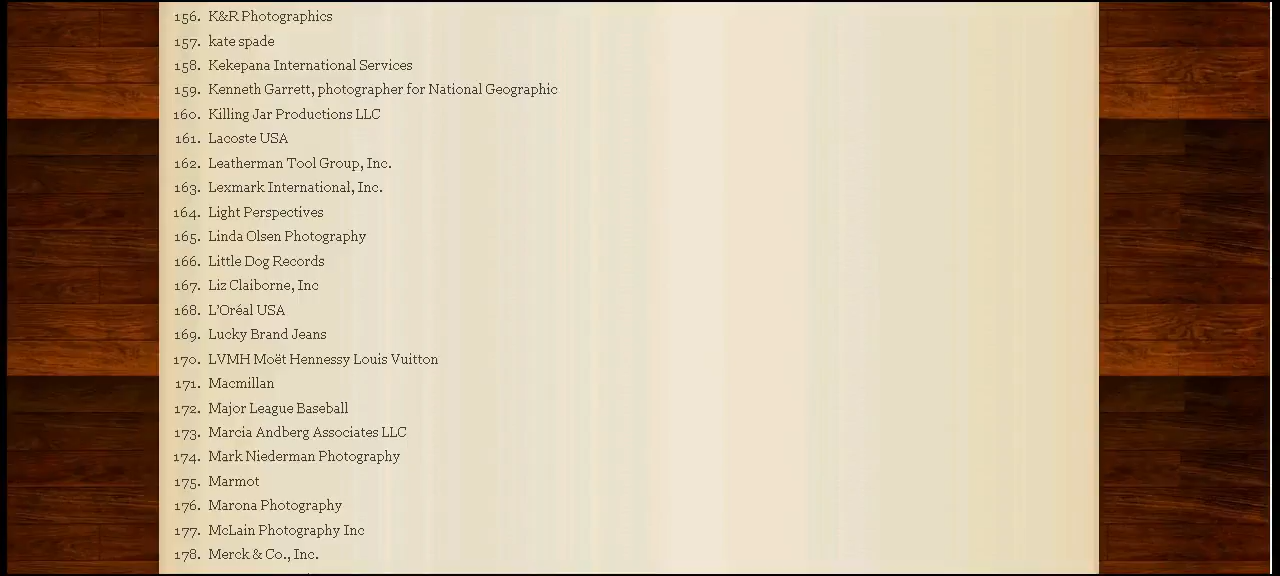 156. K&R Photographics
157. kate spade
158. Kekepana International Services
159. Kenneth Garrett, photographer for National Geographic
160. Killing Jar Productions LLC
161. Lacoste USA
162. Leatherman Tool Group, Inc.
163. Lexmark International, Inc.
164. Light Perspectives
165. Linda Olsen Photography
166. Little Dog Records
167. Liz Claiborne, Inc
168. L’Oréal USA
169. Lucky Brand Jeans
170. LVMH Moët Hennessy Louis Vuitton
171. Macmillan
172. Major League Baseball
173. Marcia Andberg Associates LLC
174. Mark Niederman Photography
175. Marmot
176. Marona Photography
177. McLain Photography Inc
178. Merck & Co., Inc.